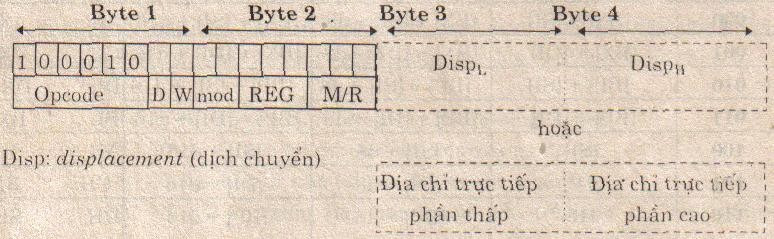 Byte 1 Byte 2 Byte 3 Byte 4
1 0 0 0 1 0 Disp_L Disp_H
Opcode D W mod REG M/R
hoặc
Disp: displacement (dịch chuyển)
Địa chỉ trực tiếp Địa chỉ trực tiếp
phần thấp phần cao